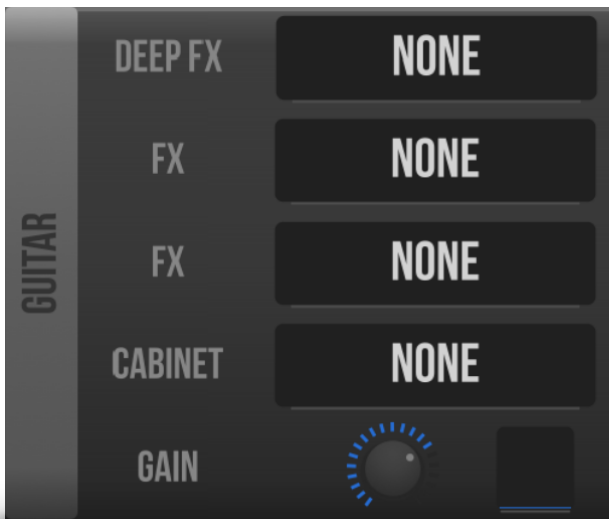 GUITAR
DEEP FX NONE
FX NONE
FX NONE
CABINET NONE
GAIN